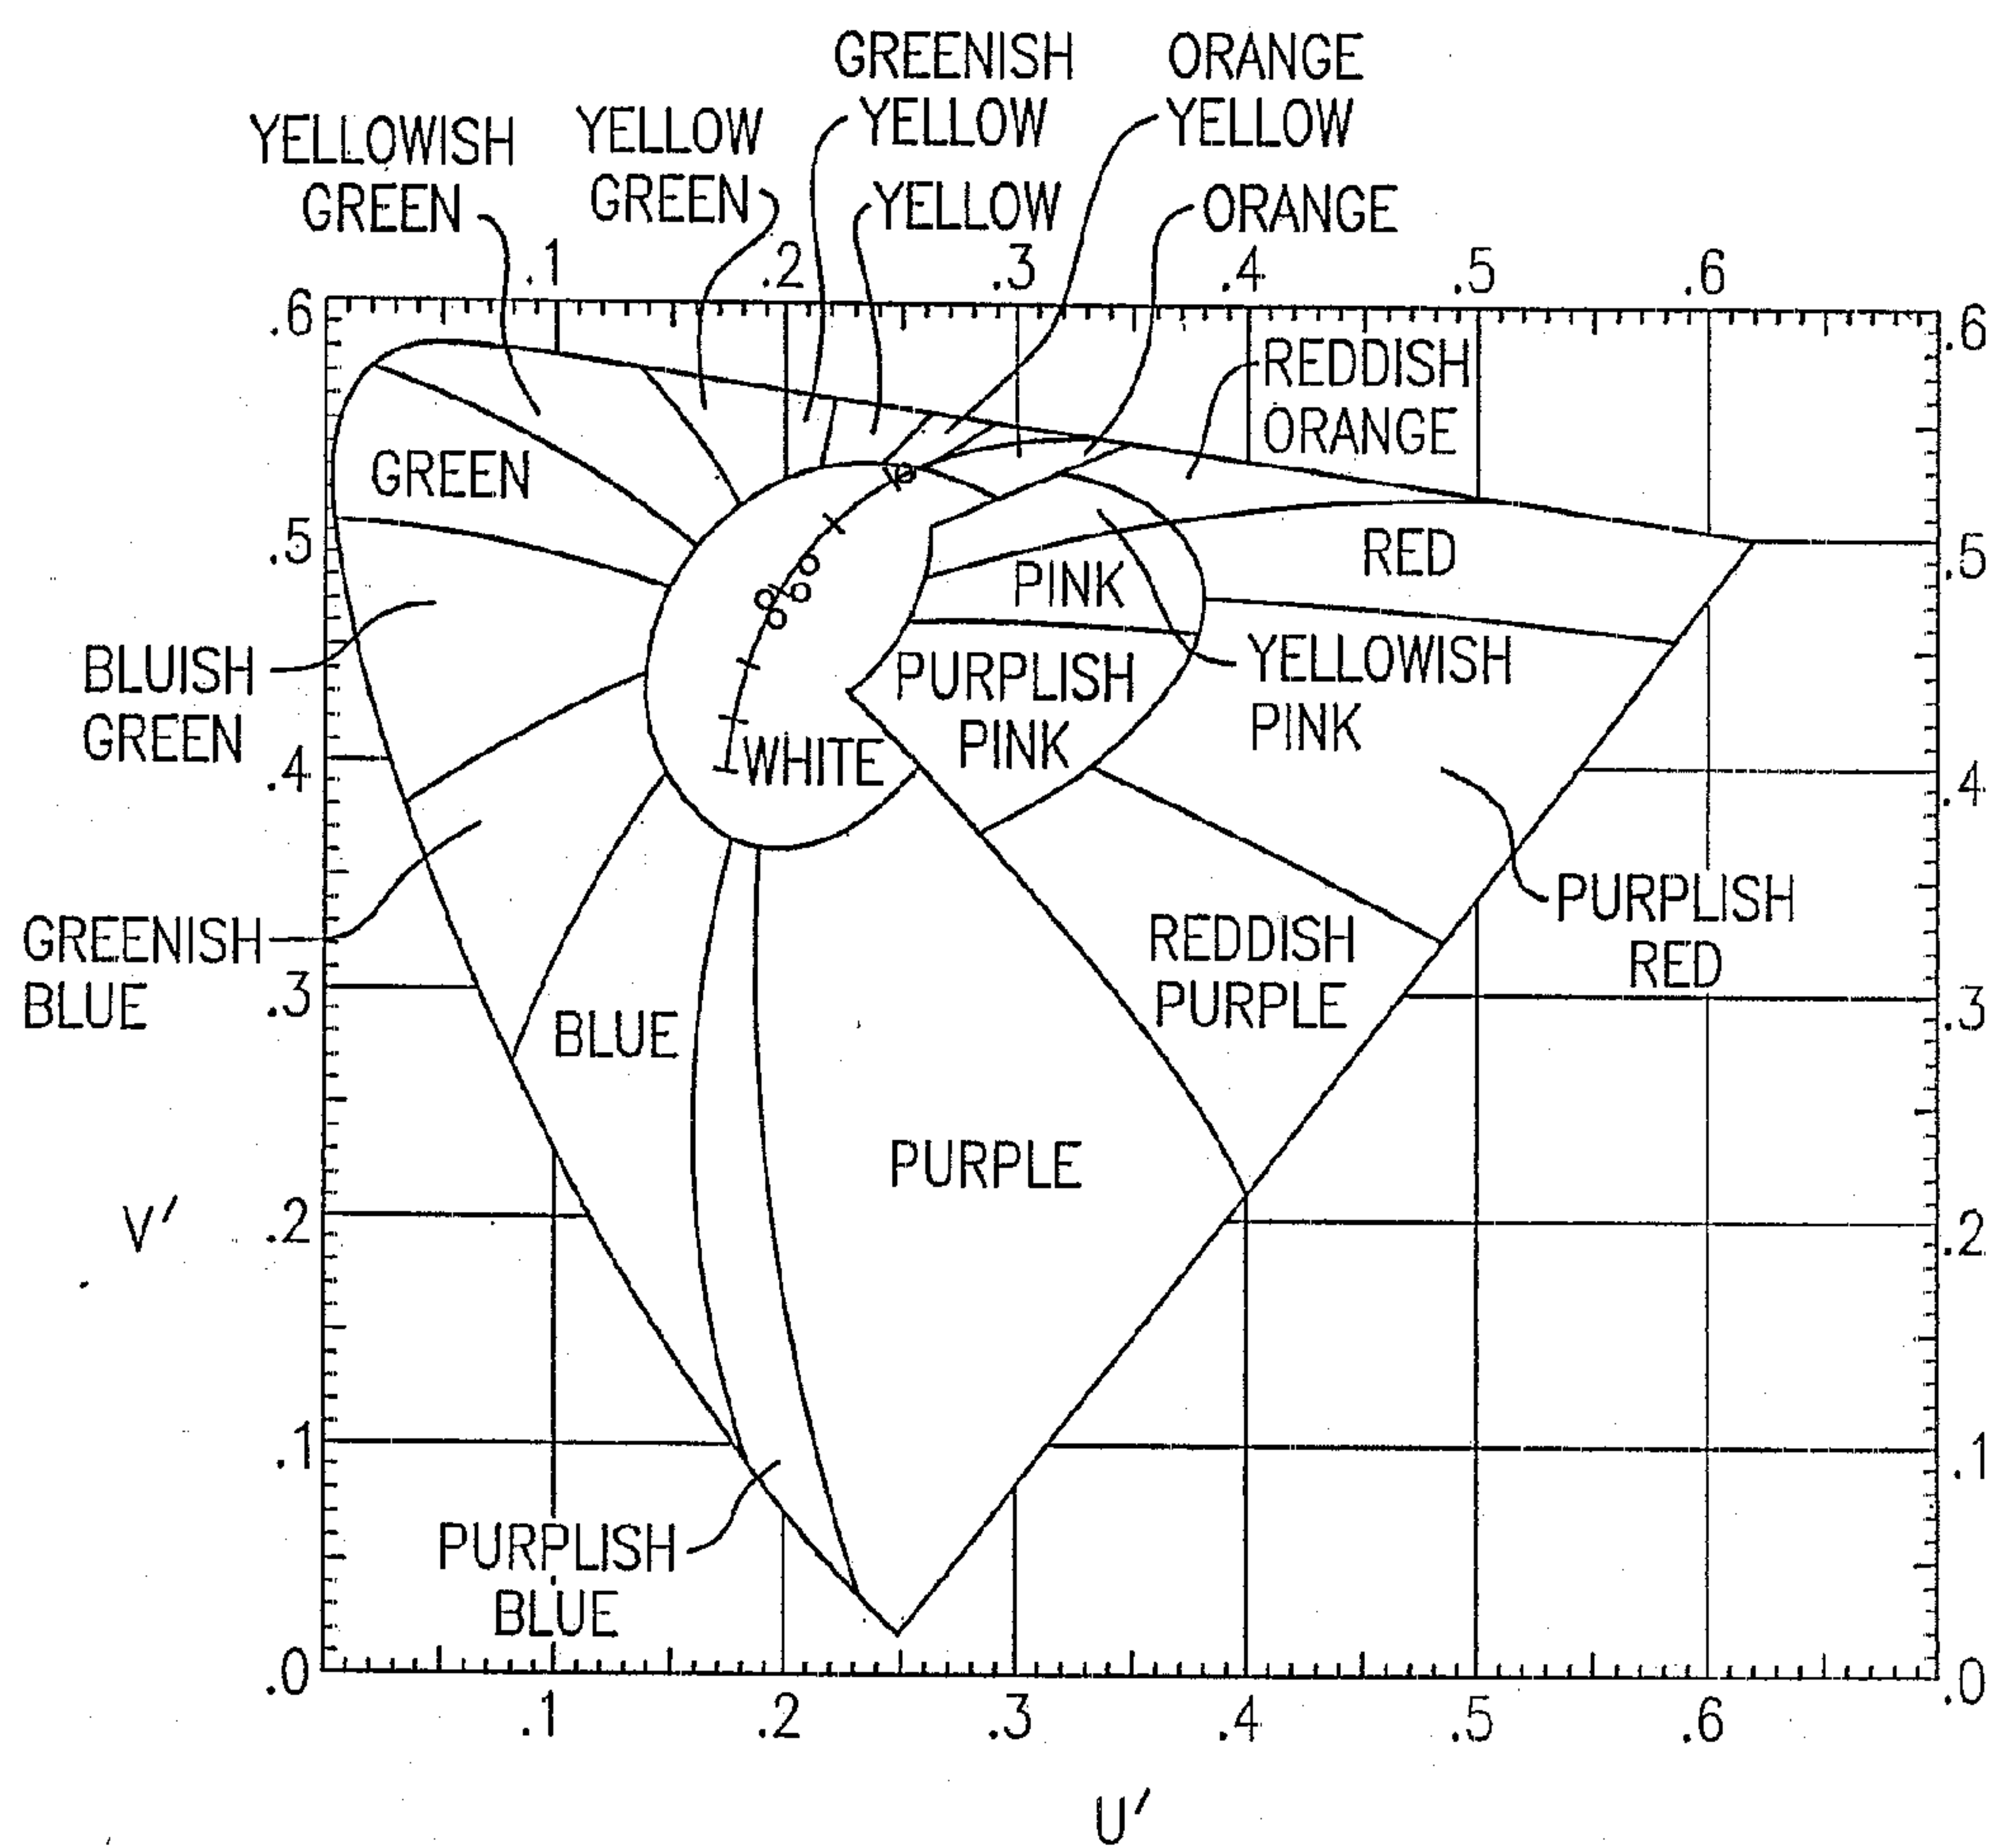 GREENISH
YELLOW
ORANGE
YELLOW
YELLOWISH
GREEN
YELLOW
GREEN
YELLOW
ORANGE
.1
.2
.3
.4
.5
.6
.6
.6
REDDISH
ORANGE
GREEN
.5
RED
.5
PINK
BLUISH
GREEN
PURPLISH
PINK
YELLOWISH
PINK
WHITE
.4
.4
GREENISH
BLUE
PURPLISH
RED
REDDISH
PURPLE
.3
.3
BLUE
PURPLE
V'
.2
.2
.1
.1
PURPLISH
BLUE
.0
.0
.1
.2
.3
.4
.5
.6
U'